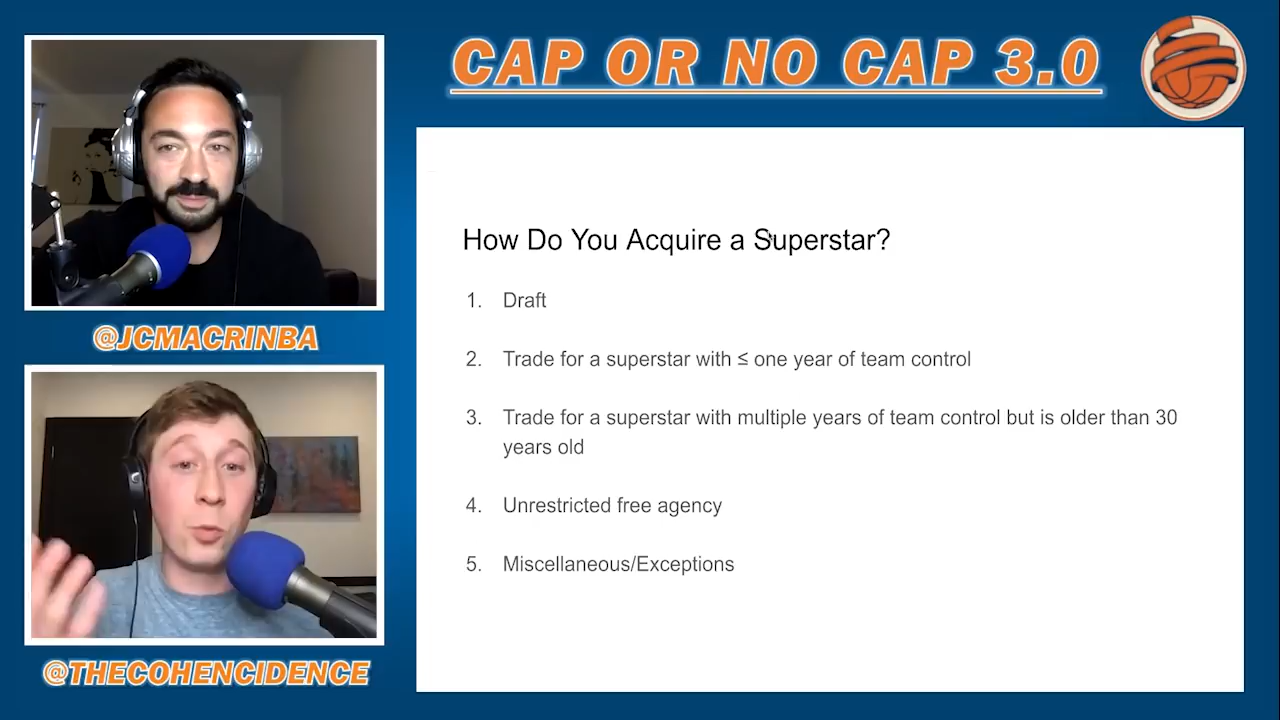 CAP OR NO CAP 3.0
@JCMACRINBA
@THECOHENCIDENCE
How Do You Acquire a Superstar?
1. Draft
2. Trade for a superstar with ≤ one year of team control
3. Trade for a superstar with multiple years of team control but is older than 30
years old
4. Unrestricted free agency
5. Miscellaneous/Exceptions